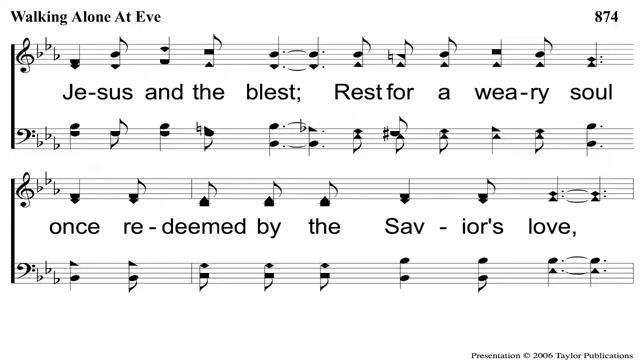 Walking Alone At Eve 874
Je-sus and the blest; Rest for a wea-ry soul
once re-deemed by the Sav-ior's love,
Presentation © 2006 Taylor Publications